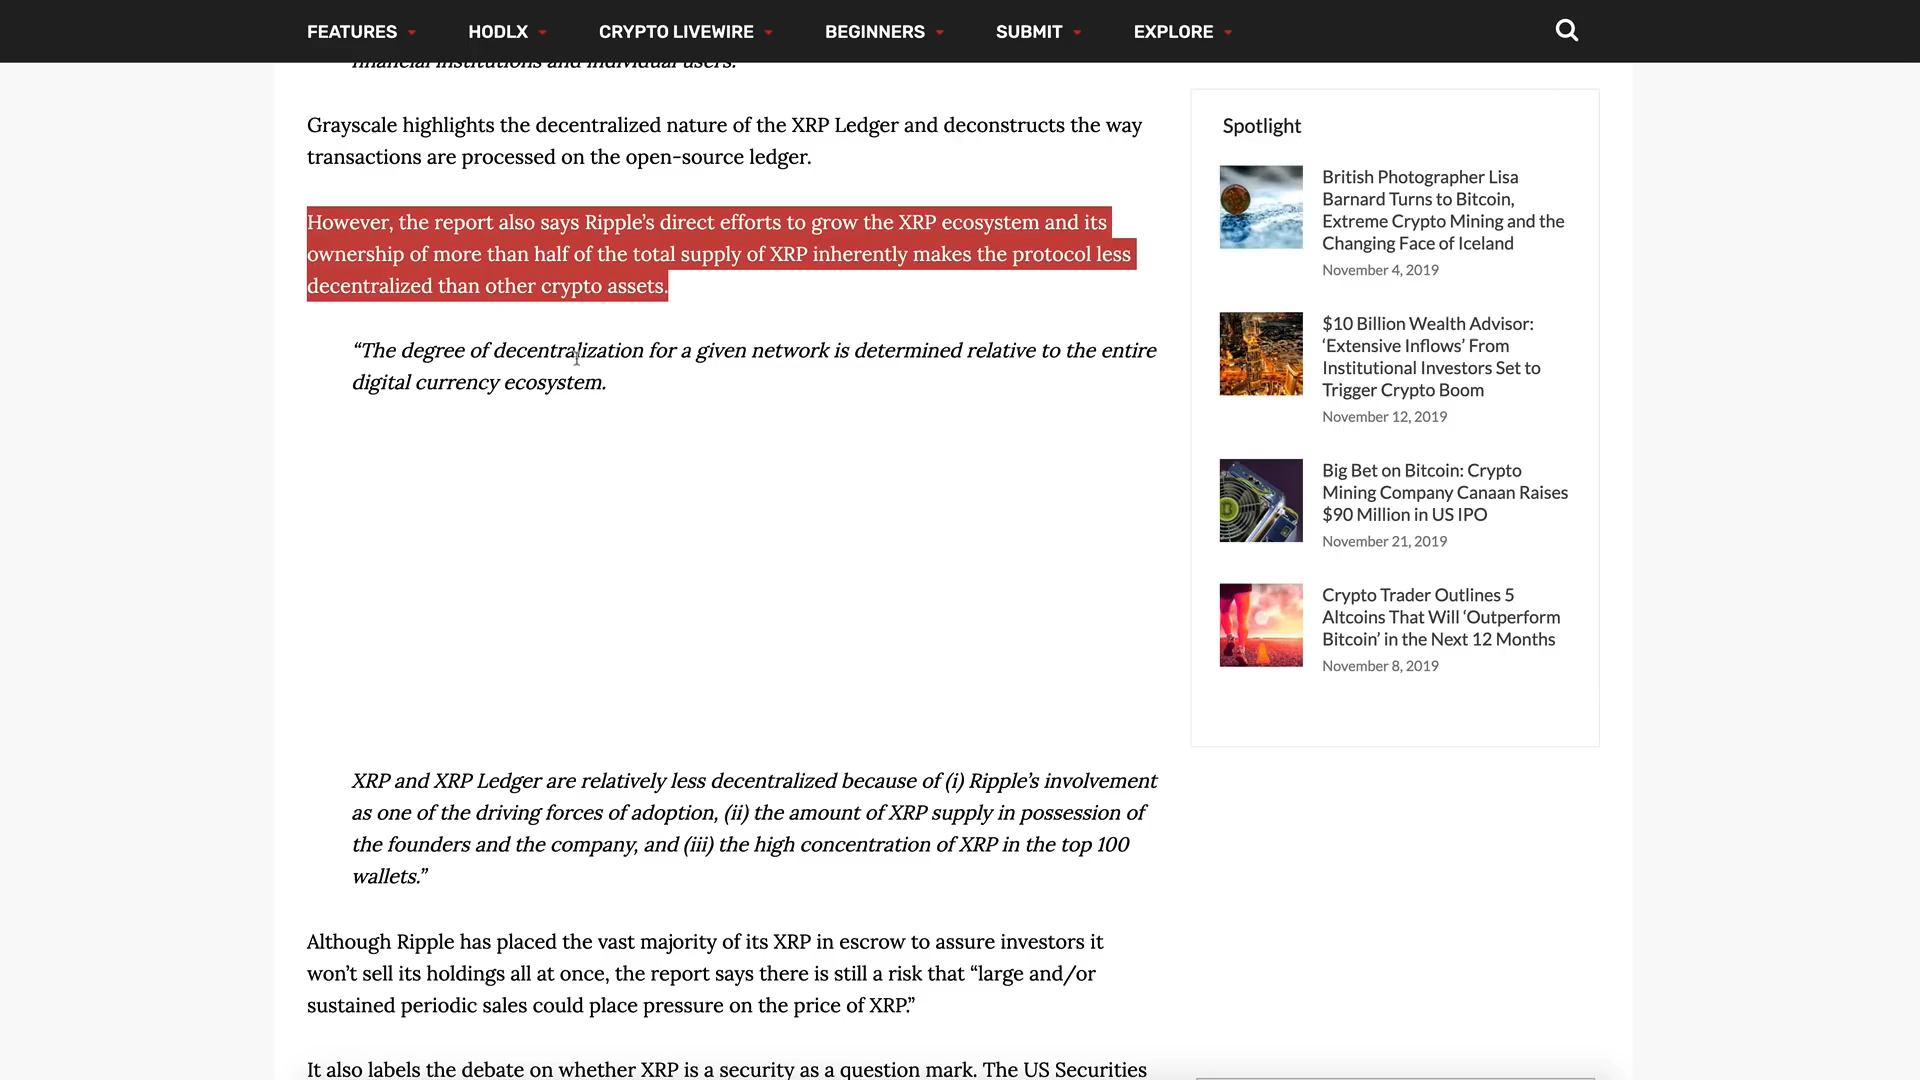 FEATURES HODLX CRYPTO LIVEWIRE BEGINNERS SUBMIT EXPLORE
financial institutions and individual users.
Grayscale highlights the decentralized nature of the XRP Ledger and deconstructs the way
transactions are processed on the open-source ledger.
However, the report also says Ripple’s direct efforts to grow the XRP ecosystem and its
ownership of more than half of the total supply of XRP inherently makes the protocol less
decentralized than other crypto assets.
“The degree of decentralization for a given network is determined relative to the entire
digital currency ecosystem.
XRP and XRP Ledger are relatively less decentralized because of (i) Ripple’s involvement
as one of the driving forces of adoption, (ii) the amount of XRP supply in possession of
the founders and the company, and (iii) the high concentration of XRP in the top 100
wallets.”
Although Ripple has placed the vast majority of its XRP in escrow to assure investors it
won’t sell its holdings all at once, the report says there is still a risk that “large and/or
sustained periodic sales could place pressure on the price of XRP.”
It also labels the debate on whether XRP is a security as a question mark. The US Securities
Spotlight
British Photographer Lisa
Barnard Turns to Bitcoin,
Extreme Crypto Mining and the
Changing Face of Iceland
November 4, 2019
$10 Billion Wealth Advisor:
‘Extensive Inflows’ From
Institutional Investors Set to
Trigger Crypto Boom
November 12, 2019
Big Bet on Bitcoin: Crypto
Mining Company Canaan Raises
$90 Million in US IPO
November 21, 2019
Crypto Trader Outlines 5
Altcoins That Will ‘Outperform
Bitcoin’ in the Next 12 Months
November 8, 2019